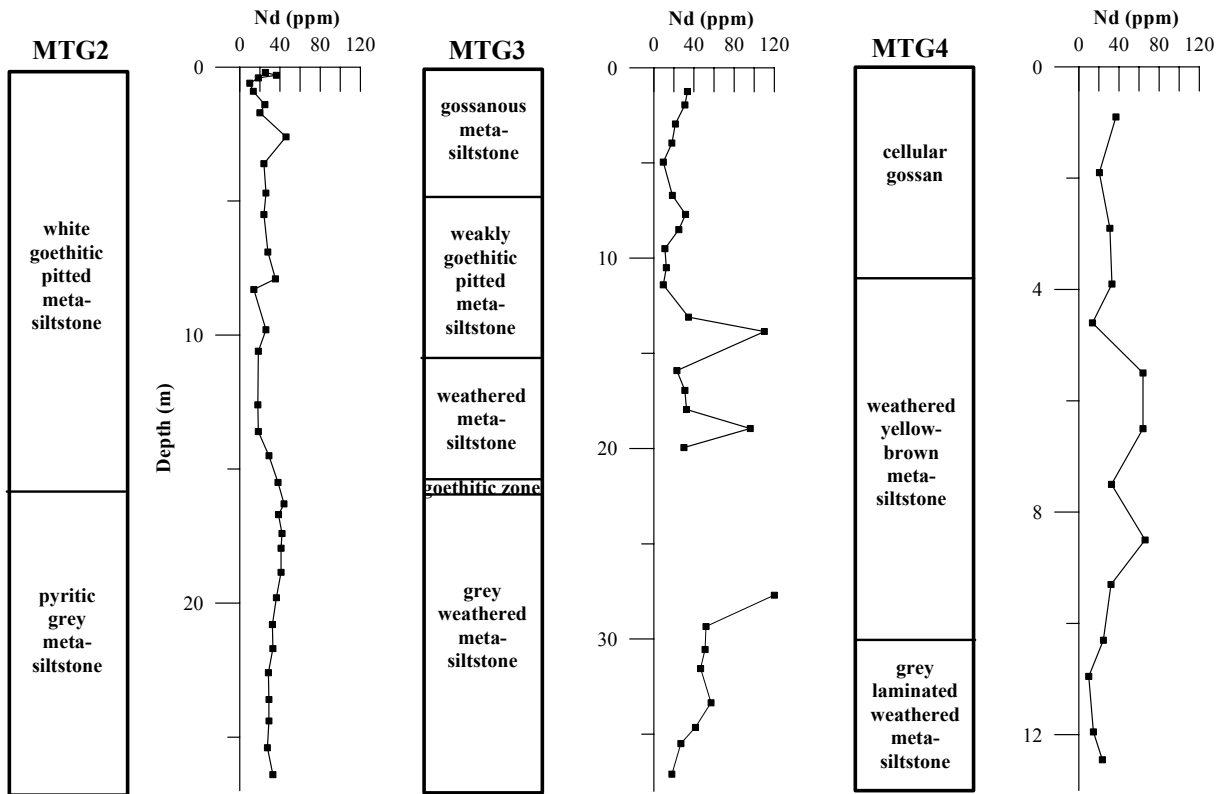 MTG2
white
goethitic
pitted
meta-
siltstone
pyritic
grey
meta-
siltstone
Nd (ppm)
0 40 80 120
0
10
20
Depth (m)
MTG3
gossanous
meta-
siltstone
weakly
goethitic
pitted
meta-
siltstone
weathered
meta-
siltstone
goethitic zone
grey
weathered
meta-
siltstone
Nd (ppm)
0 40 80 120
0
10
20
30
MTG4
cellular
gossan
weathered
yellow-
brown
meta-
siltstone
grey
laminated
weathered
meta-
siltstone
Nd (ppm)
0 40 80 120
0
4
8
12